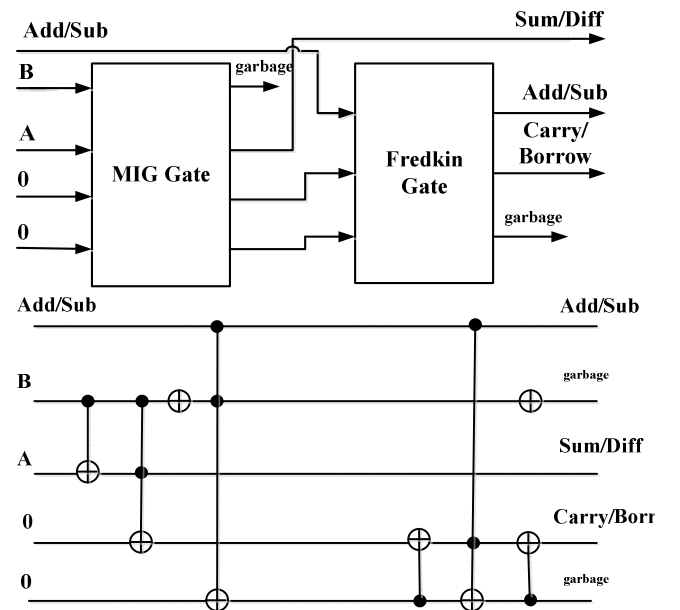 Sum/Diff
Add/Sub
garbage
B
Add/Sub
A
Carry/
Borrow
MIG Gate
Fredkin
Gate
0
garbage
0
Add/Sub
Add/Sub
B
garbage
A
Sum/Diff
0
Carry/Borr
0
garbage